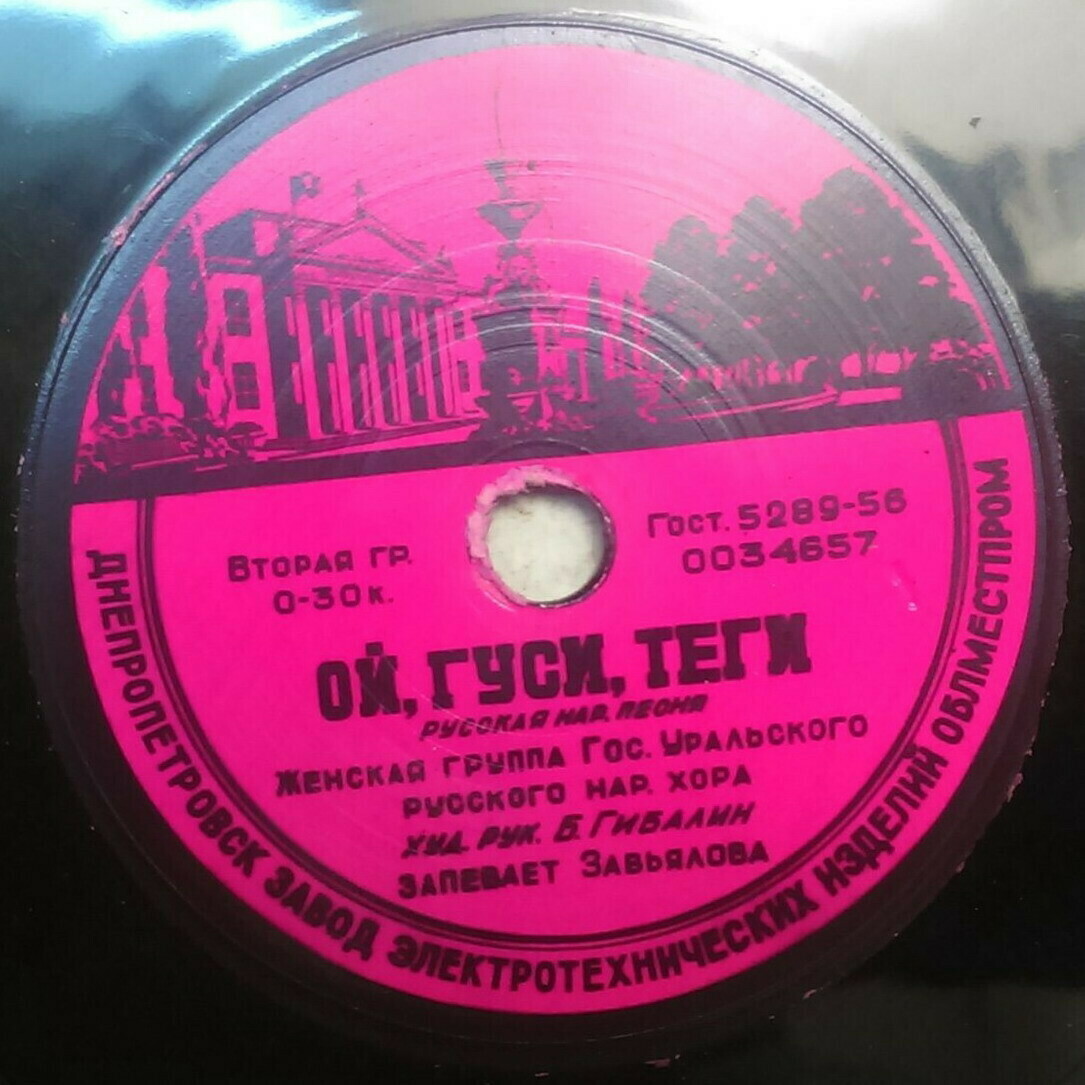 Вторая гр.
0-30к.
Гост. 5289-56
0034657
ОЙ, ГУСИ, ТЕГИ
РУССКАЯ НАР. ПЕСНЯ
Женская группа Гос. Уральского
русского нар. хора
худ. рук. Б. Гибалин
запевает Завьялова
ДНЕПРОПЕТРОВСК ЗАВОД ЭЛЕКТРОТЕХНИЧЕСКИХ ИЗДЕЛИЙ ОБЛМЕСТПРОМ